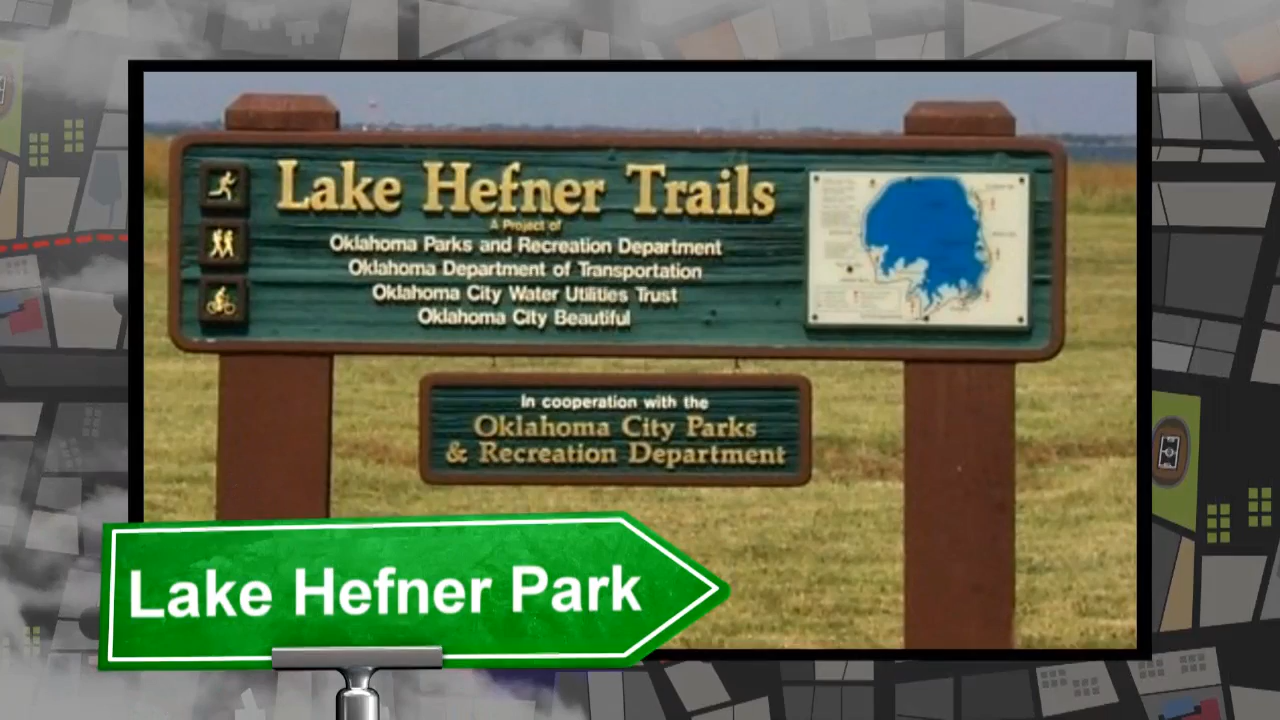 Lake Hefner Trails
A Project of
Oklahoma Parks and Recreation Department
Oklahoma Department of Transportation
Oklahoma City Water Utilities Trust
Oklahoma City Beautiful
In cooperation with the
Oklahoma City Parks
& Recreation Department
Lake Hefner Park